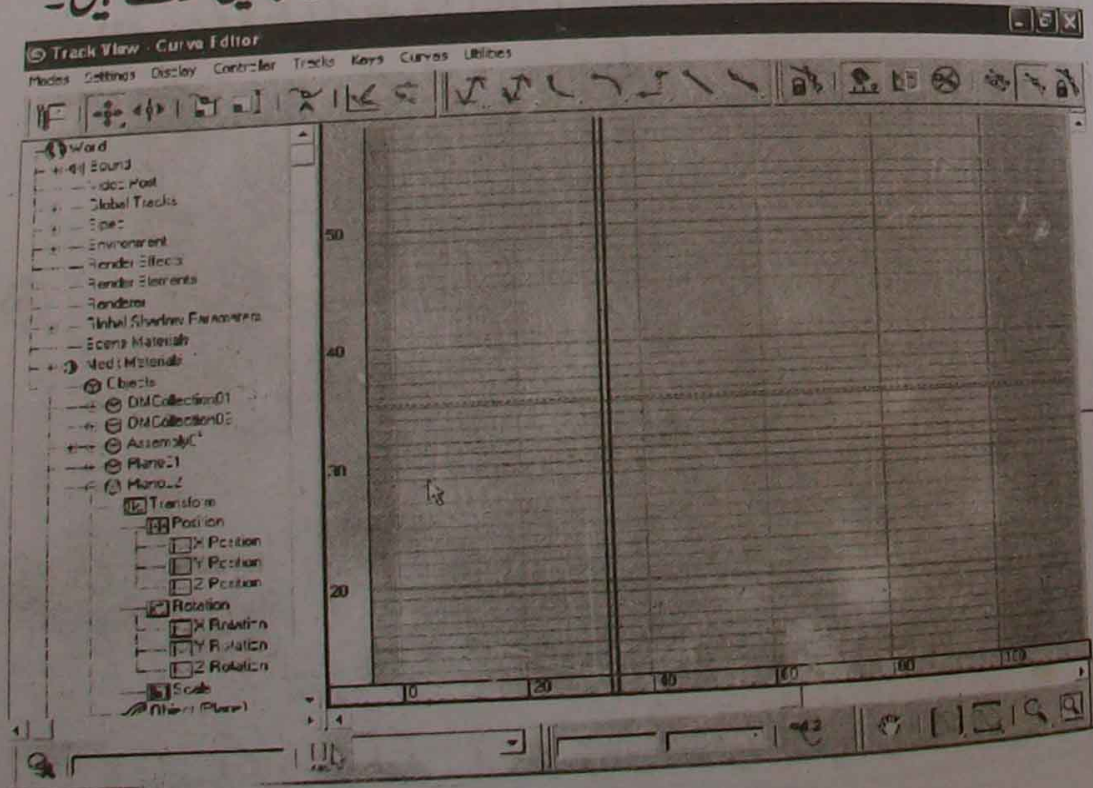 Track View - Curve Editor
Modes Settings Display Controller Tracks Keys Curves Utilities
World
Sound
Video Post
Global Tracks
Environment
Render Effects
Render Elements
Renderer
Global Shadow Parameters
Scene Materials
Medit Materials
Objects
DMCollection01
Transform
Position
X Position
Y Position
Z Position
Rotation
X Rotation
Y Rotation
Z Rotation
Scale
Object (Plane)
50
40
30
20
0 20 40 60 80 100